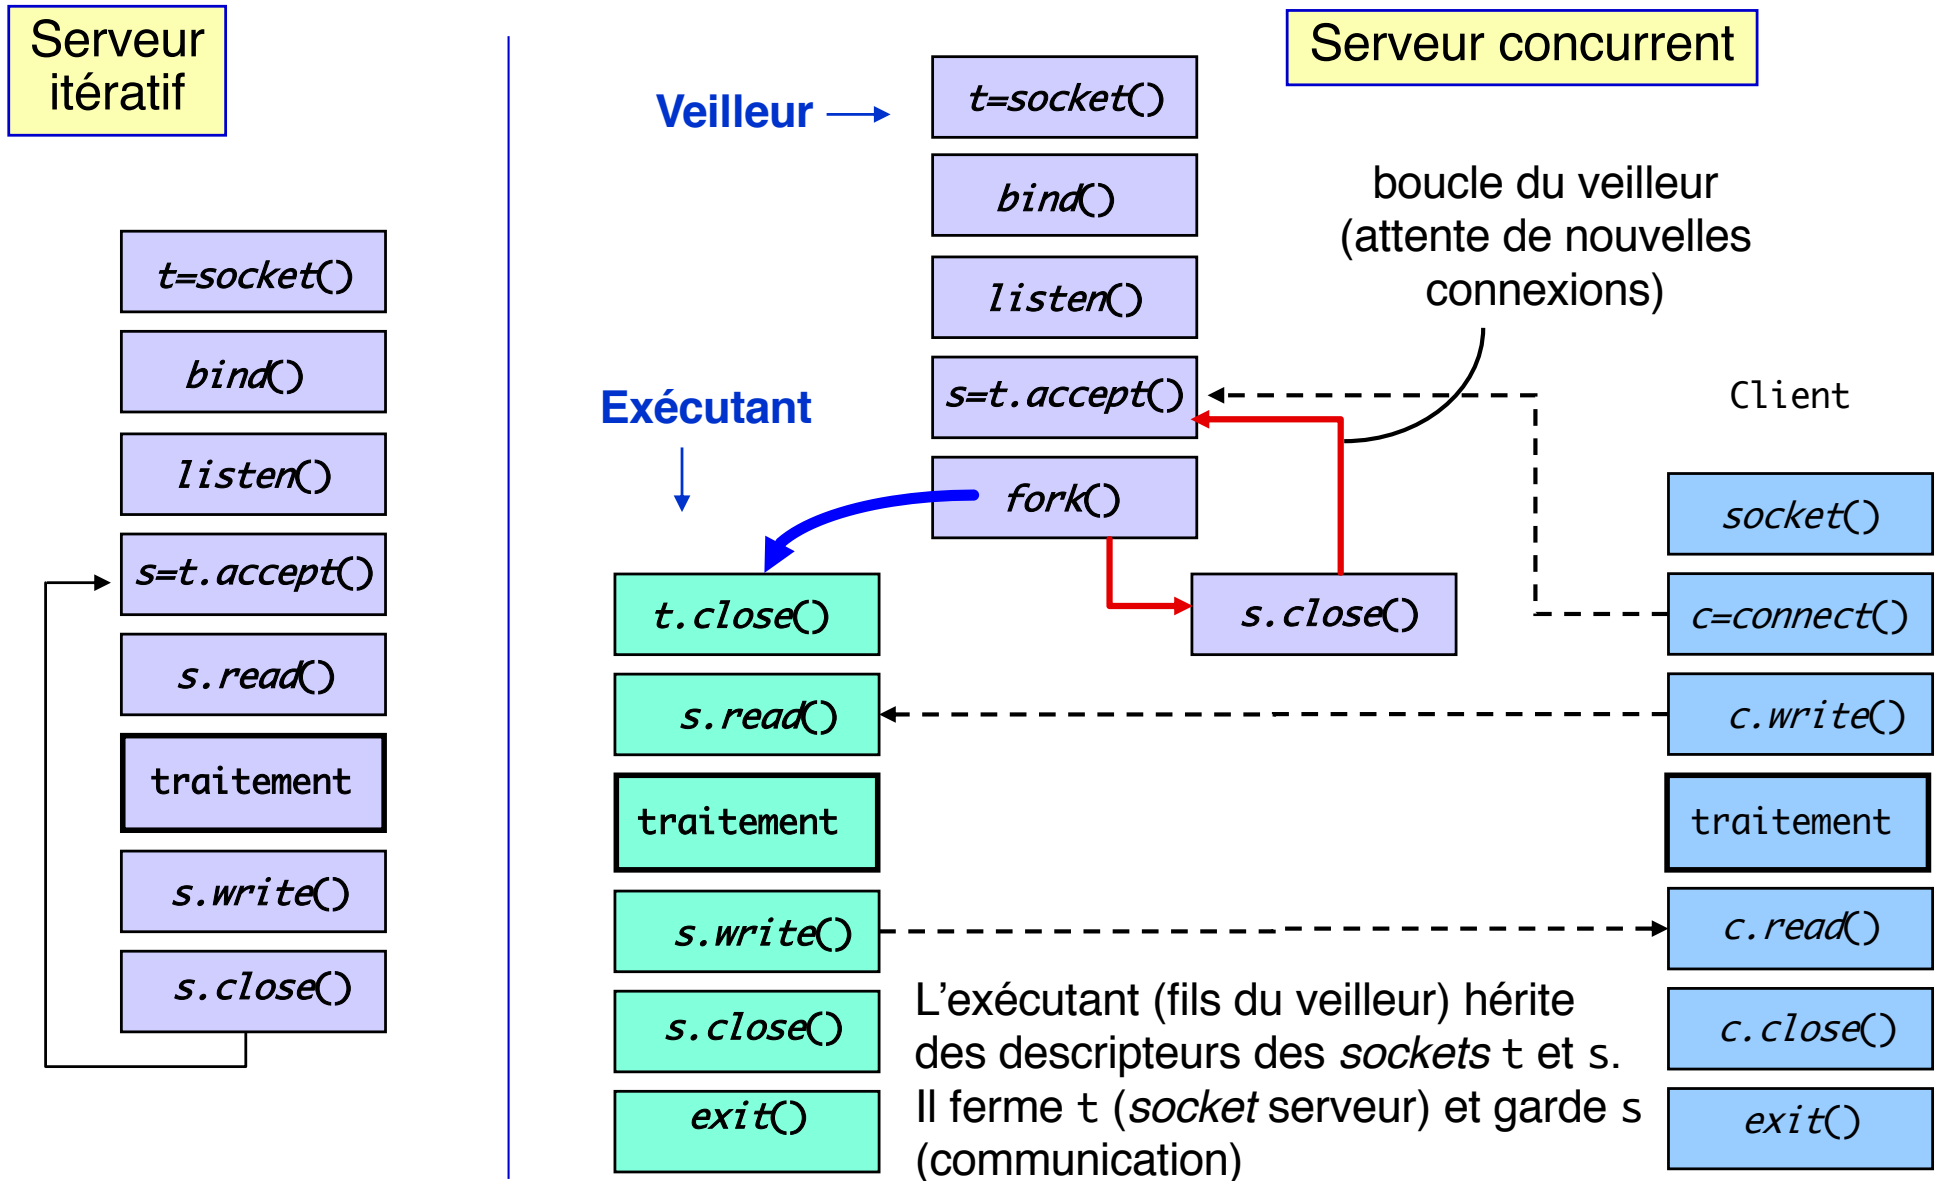 Serveur
itératif
t=socket()
bind()
listen()
s=t.accept()
s.read()
traitement
s.write()
s.close()
Serveur concurrent
Veilleur
t=socket()
bind()
listen()
s=t.accept()
fork()
s.close()
boucle du veilleur
(attente de nouvelles
connexions)
Exécutant
t.close()
s.read()
traitement
s.write()
s.close()
exit()
Client
socket()
c=connect()
c.write()
traitement
c.read()
c.close()
exit()
L’exécutant (fils du veilleur) hérite
des descripteurs des sockets t et s.
Il ferme t (socket serveur) et garde s
(communication)